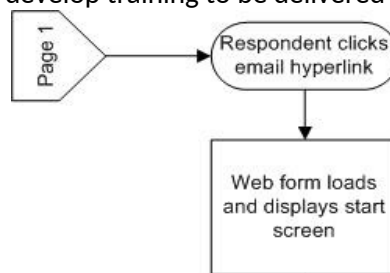 develop training to be delivered
Page 1
Respondent clicks
email hyperlink
Web form loads
and displays start
screen